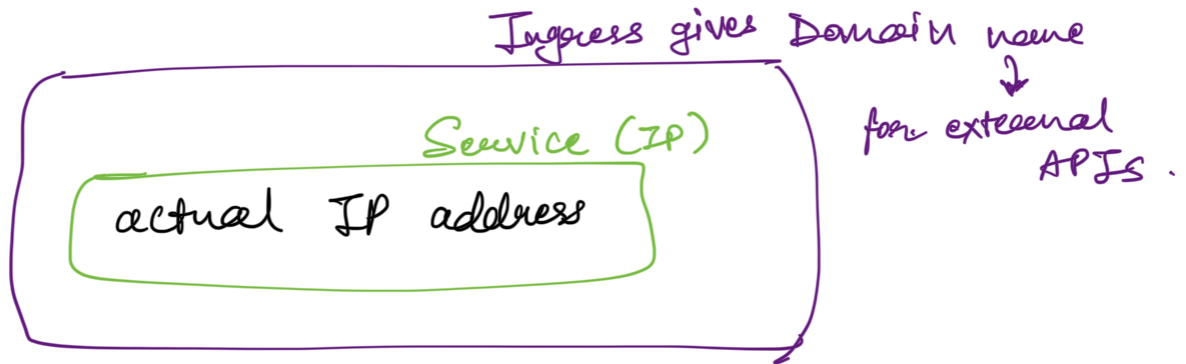 Ingress gives Domain name
↓
for external
APIs.
Service (IP)
actual IP address